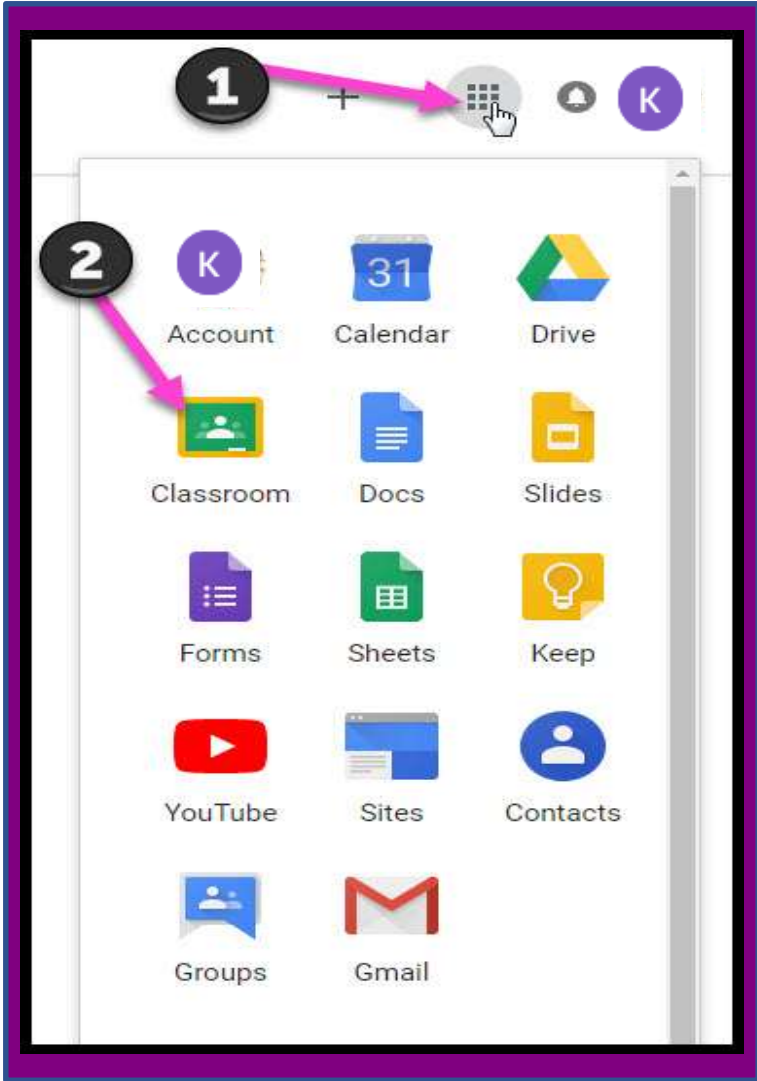 1
+
K
2
K
31
Account Calendar Drive
Classroom Docs Slides
Forms Sheets Keep
YouTube Sites Contacts
Groups Gmail